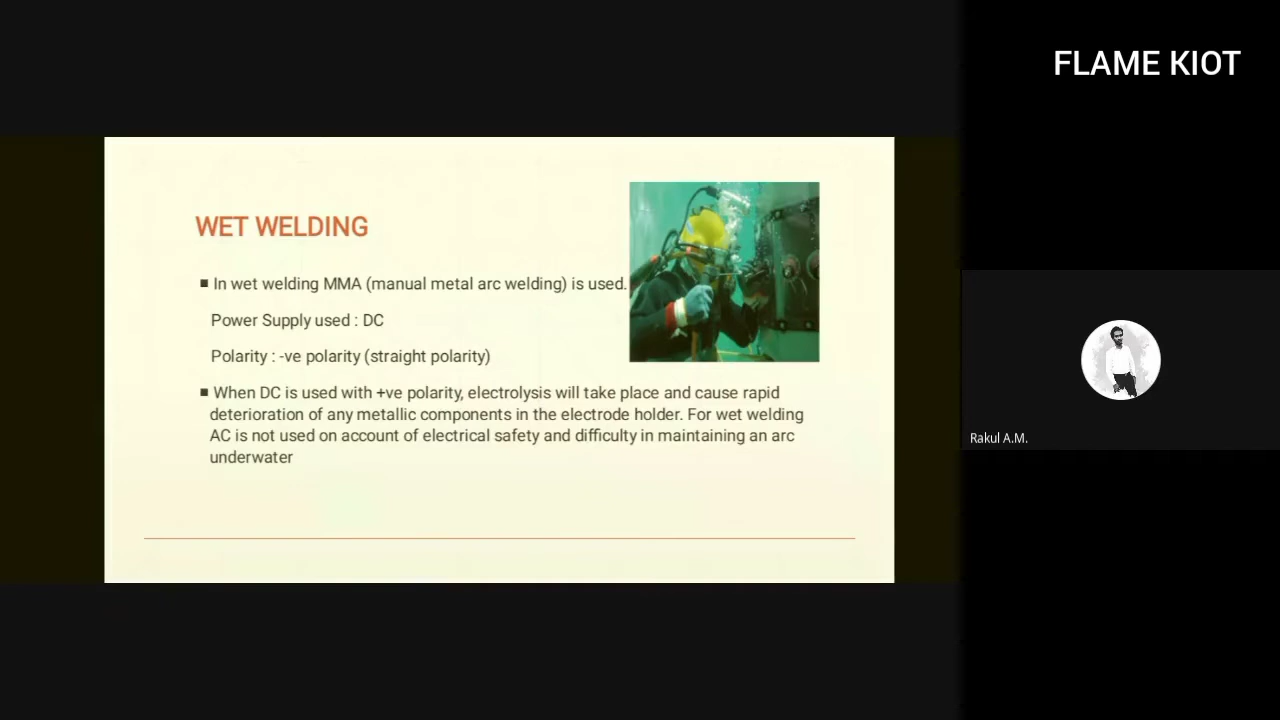 FLAME KIOT
WET WELDING
▪ In wet welding MMA (manual metal arc welding) is used.
Power Supply used : DC
Polarity : -ve polarity (straight polarity)
▪ When DC is used with +ve polarity, electrolysis will take place and cause rapid
deterioration of any metallic components in the electrode holder. For wet welding
AC is not used on account of electrical safety and difficulty in maintaining an arc
underwater
Rakul A.M.